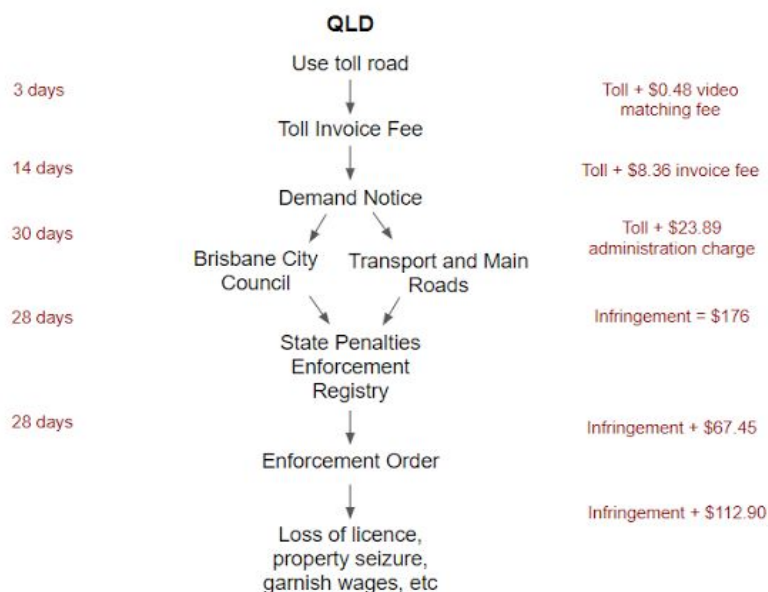 QLD
Use toll road
3 days
Toll + $0.48 video
matching fee
Toll Invoice Fee
14 days
Toll + $8.36 invoice fee
Demand Notice
30 days
Toll + $23.89
administration charge
Brisbane City
Council
Transport and Main
Roads
28 days
Infringement = $176
State Penalties
Enforcement
Registry
28 days
Infringement + $67.45
Enforcement Order
Infringement + $112.90
Loss of licence,
property seizure,
garnish wages, etc